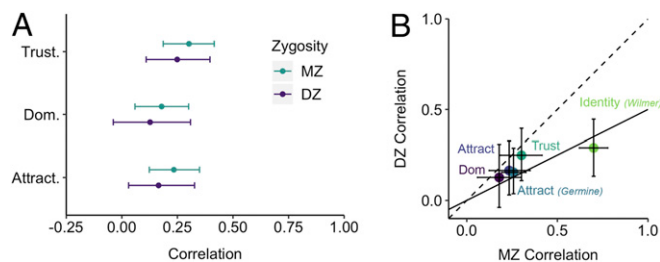 A
Trust.
Dom.
Attract.
Zygosity
MZ
DZ
-0.25
0.00
0.25
0.50
0.75
1.00
Correlation
B
DZ Correlation
1.0
0.5
0.0
Identity (Wilmer)
Attract
Trust
Dom
Attract (Germine)
0.0
0.5
1.0
MZ Correlation